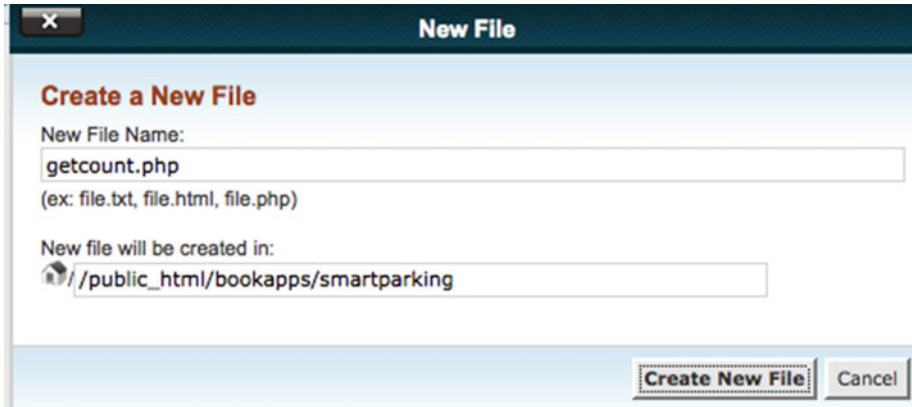 New File
Create a New File
New File Name:
getcount.php
(ex: file.txt, file.html, file.php)
New file will be created in:
/ /public_html/bookapps/smartparking
Create New File Cancel